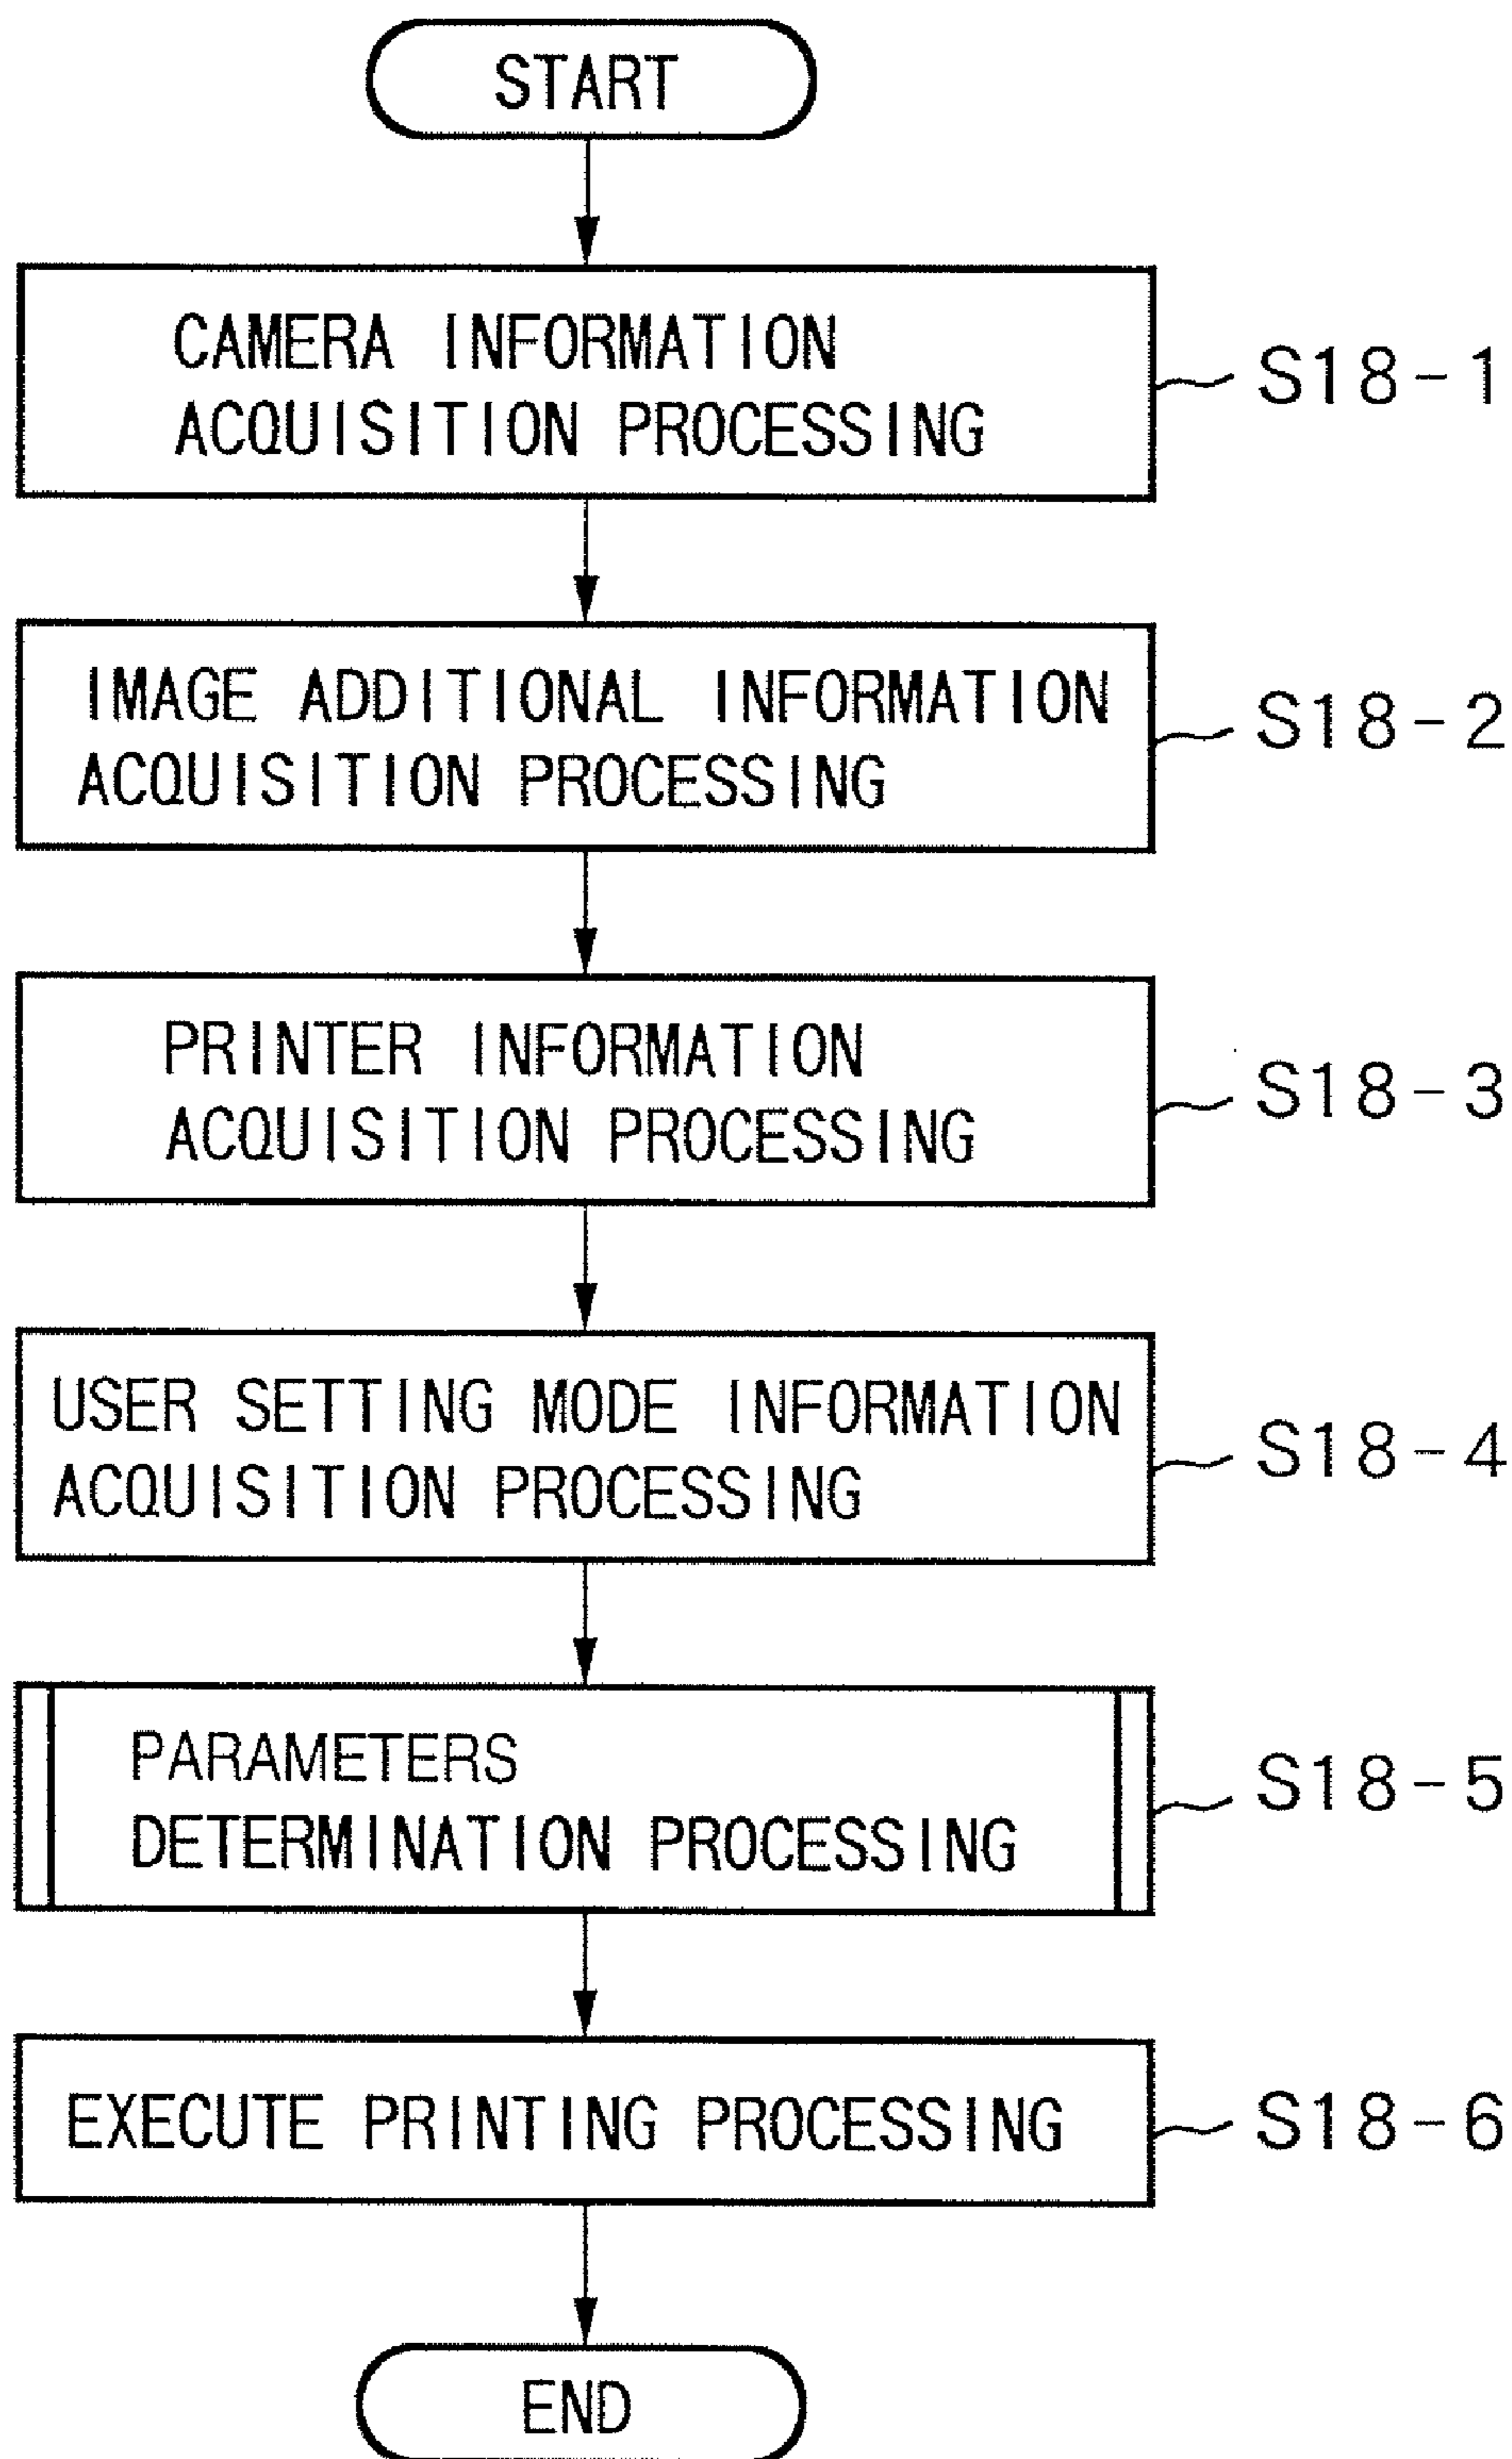 START
CAMERA INFORMATION
ACQUISITION PROCESSING
S18-1
IMAGE ADDITIONAL INFORMATION
ACQUISITION PROCESSING
S18-2
PRINTER INFORMATION
ACQUISITION PROCESSING
S18-3
USER SETTING MODE INFORMATION
ACQUISITION PROCESSING
S18-4
PARAMETERS
DETERMINATION PROCESSING
S18-5
EXECUTE PRINTING PROCESSING
S18-6
END